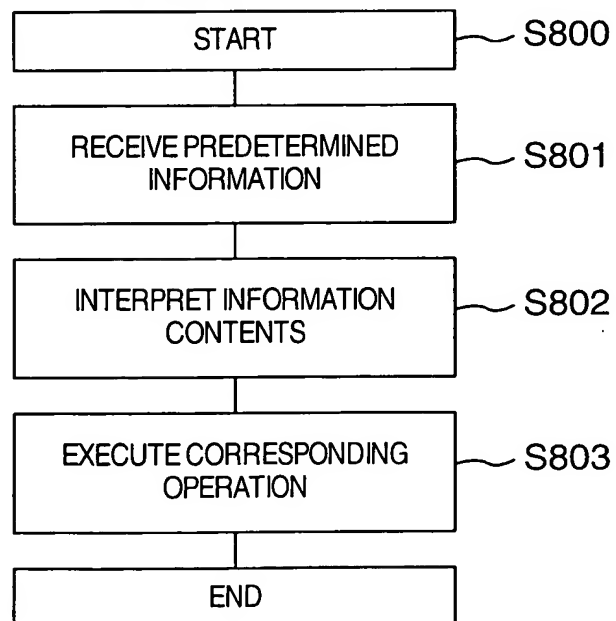 START
S800
RECEIVE PREDETERMINED
INFORMATION
S801
INTERPRET INFORMATION
CONTENTS
S802
EXECUTE CORRESPONDING
OPERATION
S803
END